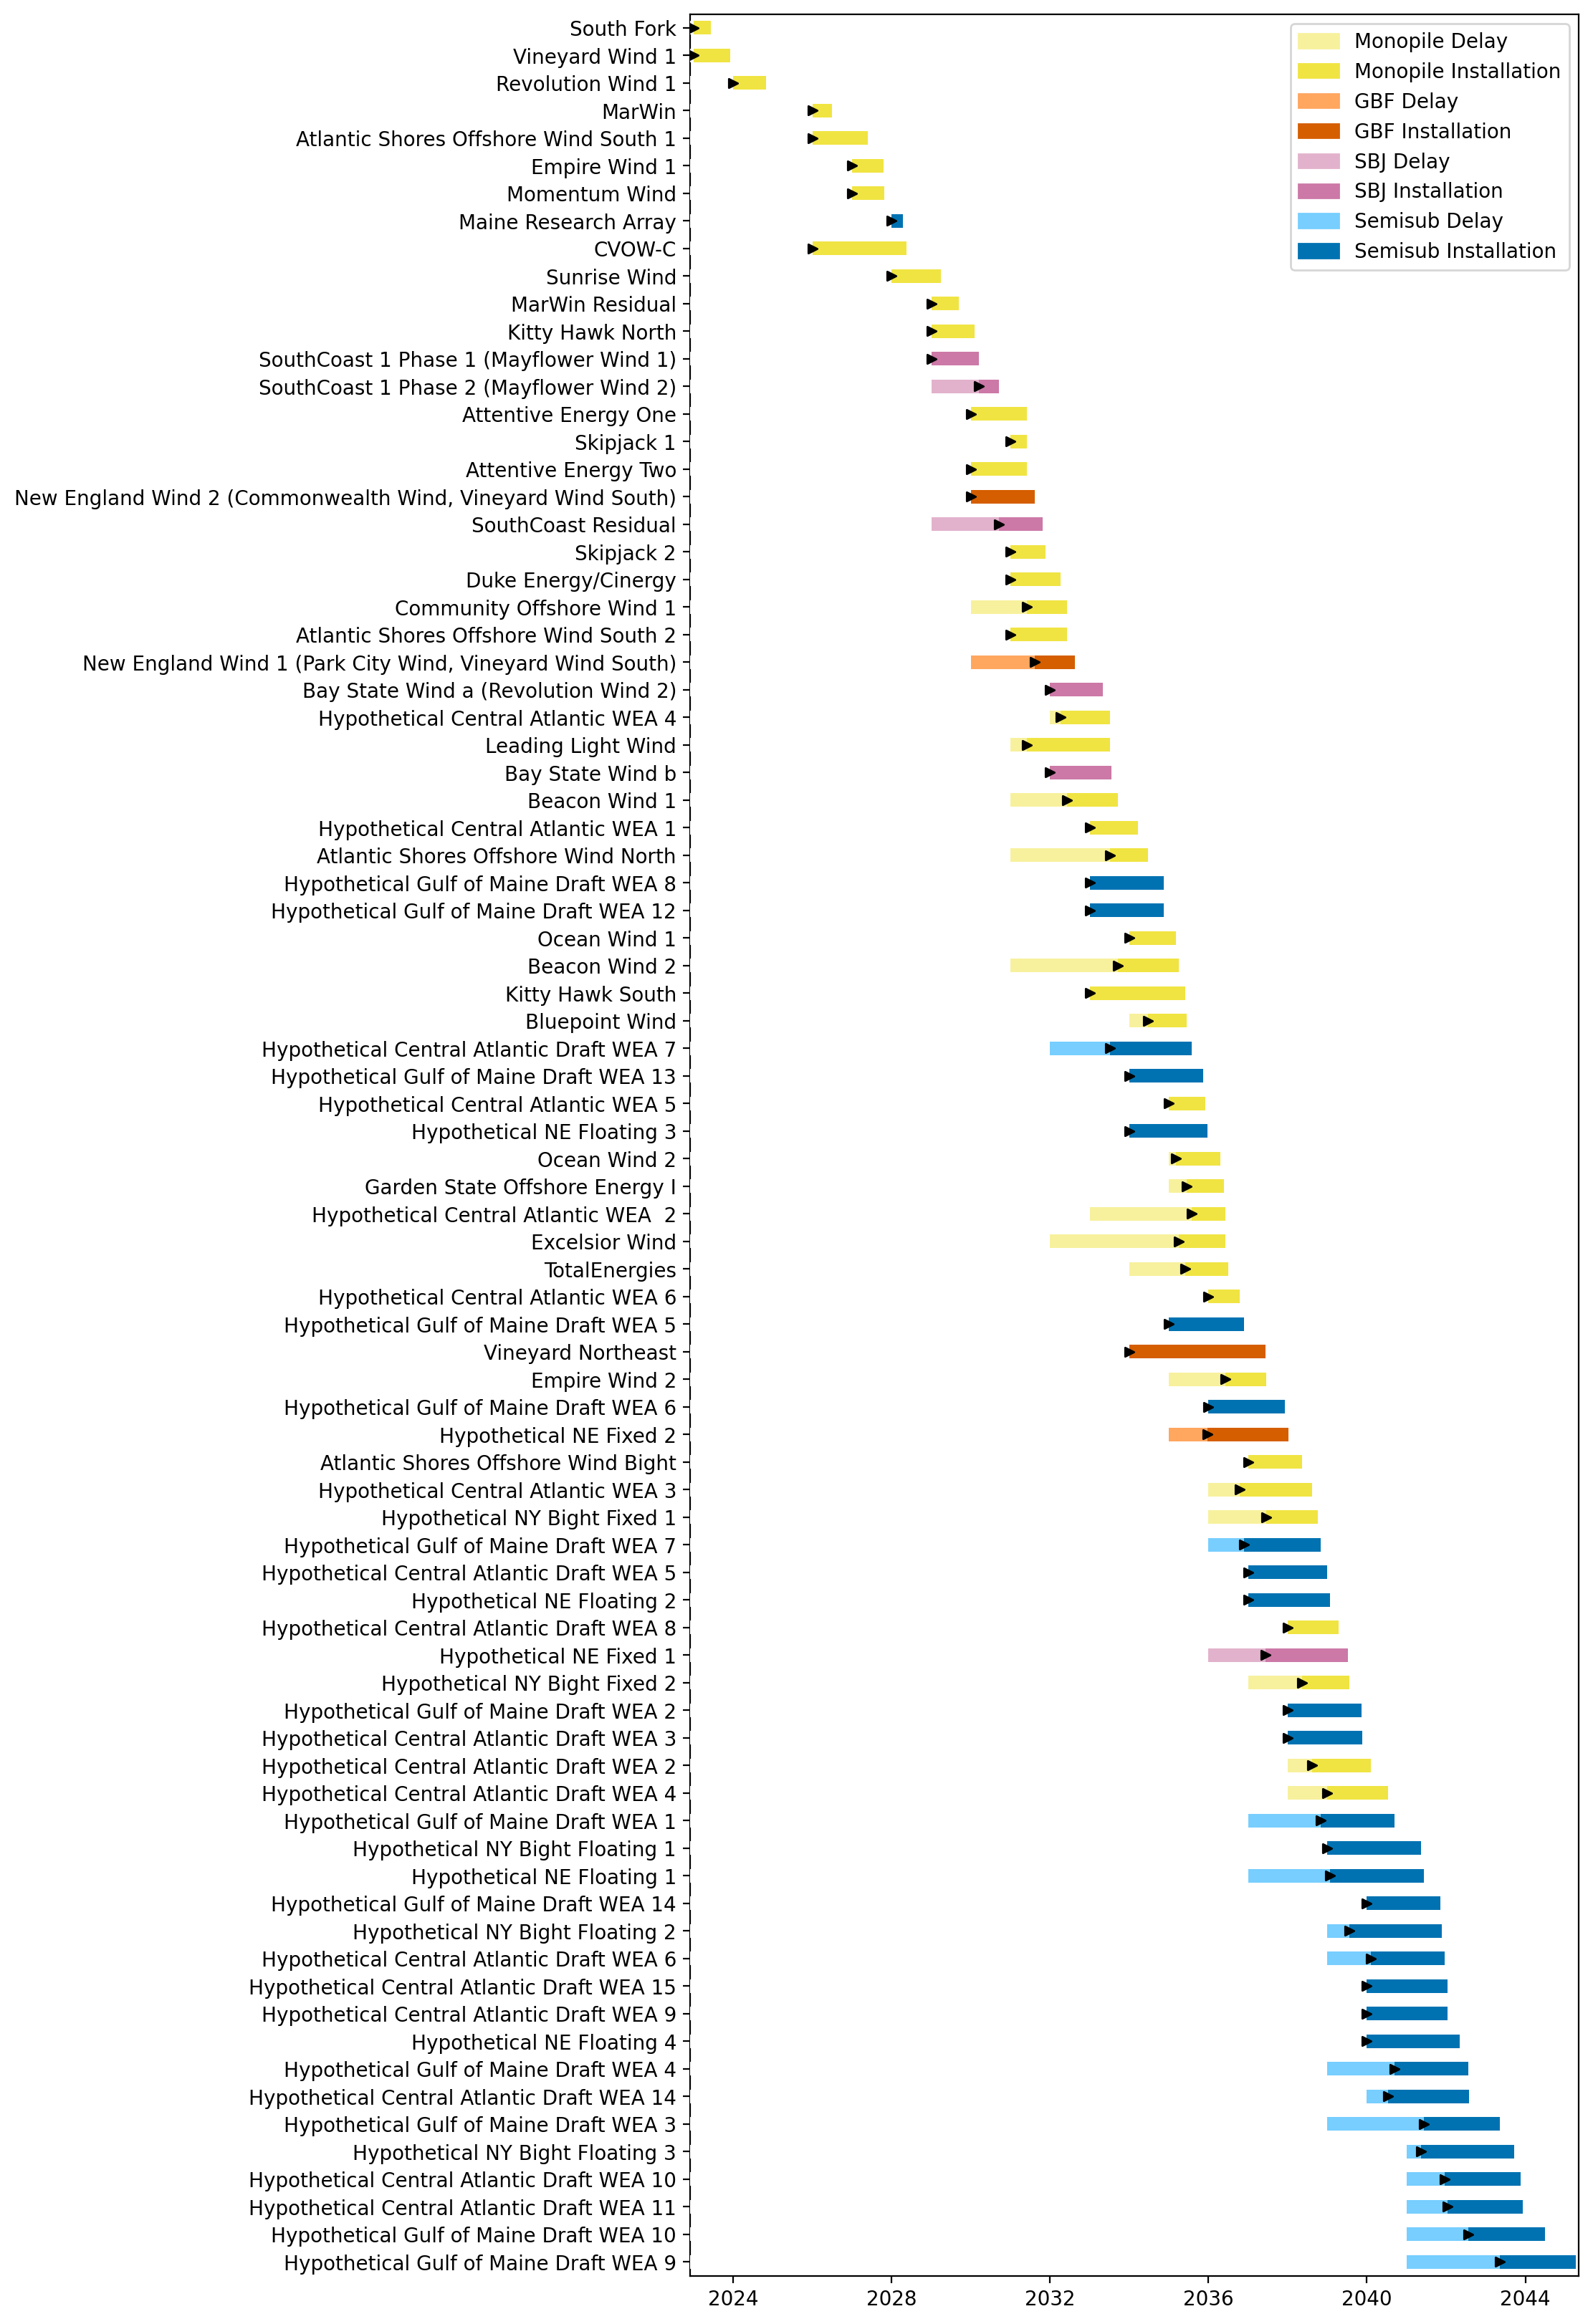 South Fork
Vineyard Wind 1
Revolution Wind 1
MarWin
Atlantic Shores Offshore Wind South 1
Empire Wind 1
Momentum Wind
Maine Research Array
CVOW-C
Sunrise Wind
MarWin Residual
Kitty Hawk North
SouthCoast 1 Phase 1 (Mayflower Wind 1)
SouthCoast 1 Phase 2 (Mayflower Wind 2)
Attentive Energy One
Skipjack 1
Attentive Energy Two
New England Wind 2 (Commonwealth Wind, Vineyard Wind South)
SouthCoast Residual
Skipjack 2
Duke Energy/Cinergy
Community Offshore Wind 1
Atlantic Shores Offshore Wind South 2
New England Wind 1 (Park City Wind, Vineyard Wind South)
Bay State Wind a (Revolution Wind 2)
Hypothetical Central Atlantic WEA 4
Leading Light Wind
Bay State Wind b
Beacon Wind 1
Hypothetical Central Atlantic WEA 1
Atlantic Shores Offshore Wind North
Hypothetical Gulf of Maine Draft WEA 8
Hypothetical Gulf of Maine Draft WEA 12
Ocean Wind 1
Beacon Wind 2
Kitty Hawk South
Bluepoint Wind
Hypothetical Central Atlantic Draft WEA 7
Hypothetical Gulf of Maine Draft WEA 13
Hypothetical Central Atlantic WEA 5
Hypothetical NE Floating 3
Ocean Wind 2
Garden State Offshore Energy I
Hypothetical Central Atlantic WEA  2
Excelsior Wind
TotalEnergies
Hypothetical Central Atlantic WEA 6
Hypothetical Gulf of Maine Draft WEA 5
Vineyard Northeast
Empire Wind 2
Hypothetical Gulf of Maine Draft WEA 6
Hypothetical NE Fixed 2
Atlantic Shores Offshore Wind Bight
Hypothetical Central Atlantic WEA 3
Hypothetical NY Bight Fixed 1
Hypothetical Gulf of Maine Draft WEA 7
Hypothetical Central Atlantic Draft WEA 5
Hypothetical NE Floating 2
Hypothetical Central Atlantic Draft WEA 8
Hypothetical NE Fixed 1
Hypothetical NY Bight Fixed 2
Hypothetical Gulf of Maine Draft WEA 2
Hypothetical Central Atlantic Draft WEA 3
Hypothetical Central Atlantic Draft WEA 2
Hypothetical Central Atlantic Draft WEA 4
Hypothetical Gulf of Maine Draft WEA 1
Hypothetical NY Bight Floating 1
Hypothetical NE Floating 1
Hypothetical Gulf of Maine Draft WEA 14
Hypothetical NY Bight Floating 2
Hypothetical Central Atlantic Draft WEA 6
Hypothetical Central Atlantic Draft WEA 15
Hypothetical Central Atlantic Draft WEA 9
Hypothetical NE Floating 4
Hypothetical Gulf of Maine Draft WEA 4
Hypothetical Central Atlantic Draft WEA 14
Hypothetical Gulf of Maine Draft WEA 3
Hypothetical NY Bight Floating 3
Hypothetical Central Atlantic Draft WEA 10
Hypothetical Central Atlantic Draft WEA 11
Hypothetical Gulf of Maine Draft WEA 10
Hypothetical Gulf of Maine Draft WEA 9
Monopile Delay
Monopile Installation
GBF Delay
GBF Installation
SBJ Delay
SBJ Installation
Semisub Delay
Semisub Installation
2024 2028 2032 2036 2040 2044